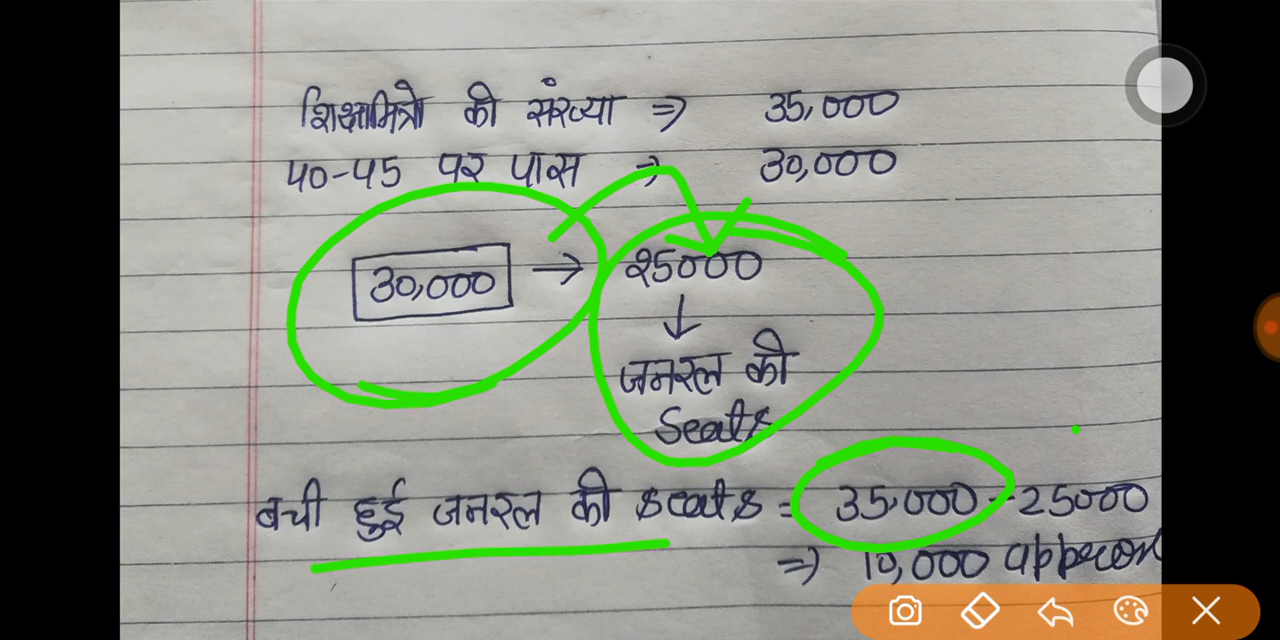 शिक्षामित्रो की संख्या => 35,000
40-45 पर पास => 30,000
30,000 → 25000
↓
जनरल की
Seats
बची हुई जनरल की seats = 35,000 - 25000
=> 10,000 approx